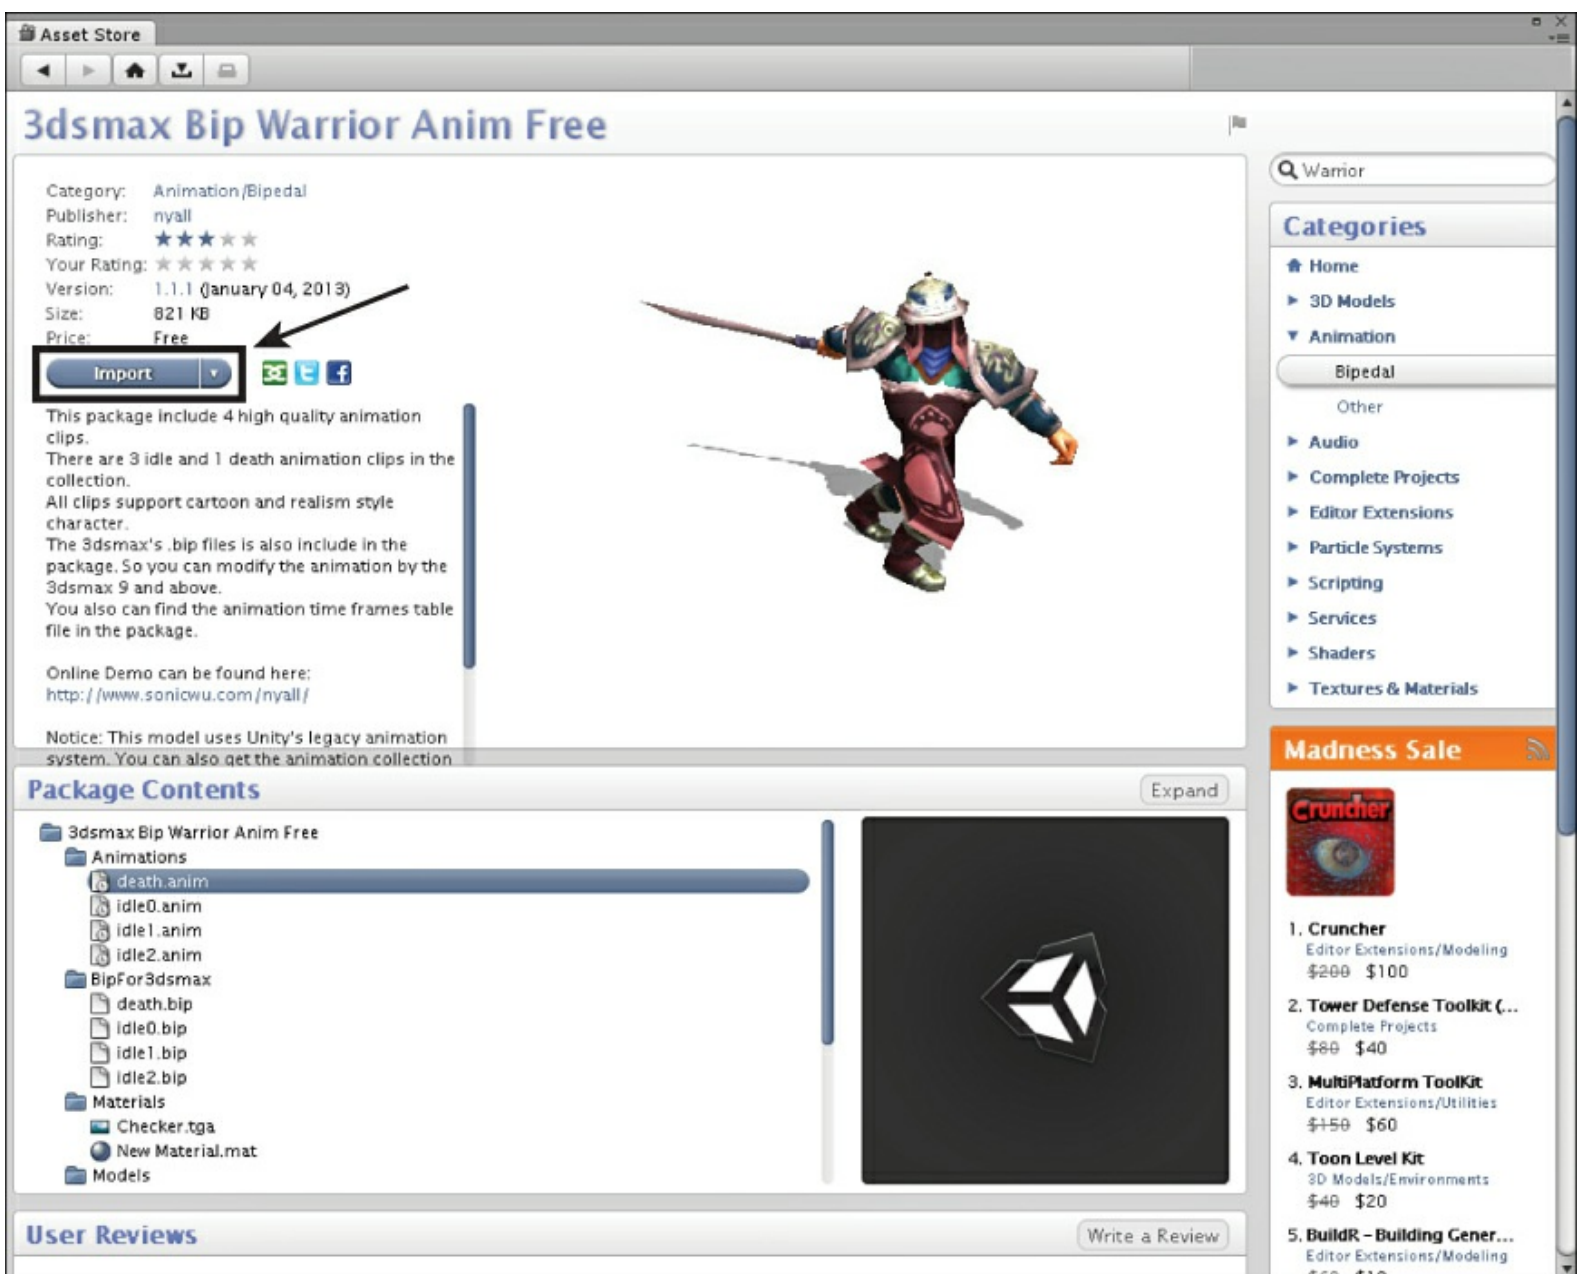 Asset Store
3dsmax Bip Warrior Anim Free
Category: Animation/Bipedal
Publisher: nyall
Rating:
Your Rating:
Version: 1.1.1 (January 04, 2013)
Size: 821 KB
Price: Free
Import
This package include 4 high quality animation
clips.
There are 3 idle and 1 death animation clips in the
collection.
All clips support cartoon and realism style
character.
The 3dsmax's .bip files is also include in the
package. So you can modify the animation by the
3dsmax 9 and above.
You also can find the animation time frames table
file in the package.
Online Demo can be found here:
http://www.sonicwu.com/nyall/
Notice: This model uses Unity's legacy animation
system. You can also get the animation collection
Package Contents
Expand
3dsmax Bip Warrior Anim Free
Animations
death.anim
idle0.anim
idle1.anim
idle2.anim
BipFor3dsmax
death.bip
idle0.bip
idle1.bip
idle2.bip
Materials
Checker.tga
New Material.mat
Models
User Reviews
Write a Review
Warrior
Categories
Home
3D Models
Animation
Bipedal
Other
Audio
Complete Projects
Editor Extensions
Particle Systems
Scripting
Services
Shaders
Textures & Materials
Madness Sale
Cruncher
1. Cruncher
Editor Extensions/Modeling
$200 $100
2. Tower Defense Toolkit (...
Complete Projects
$80 $40
3. MultiPlatform ToolKit
Editor Extensions/Utilities
$150 $60
4. Toon Level Kit
3D Models/Environments
$40 $20
5. BuildR - Building Gener...
Editor Extensions/Modeling